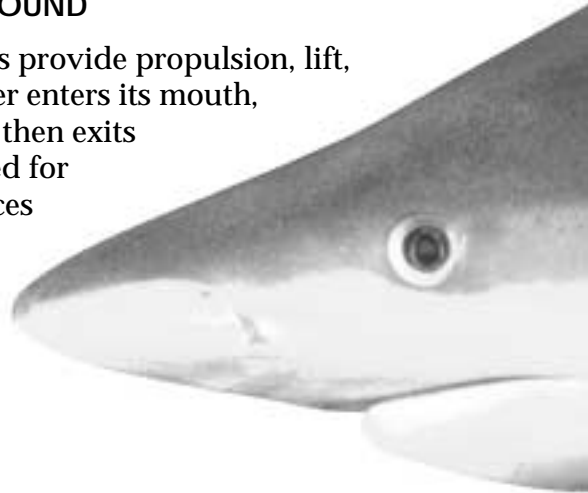 OUND
s provide propulsion, lift,
er enters its mouth,
then exits
ed for
ces